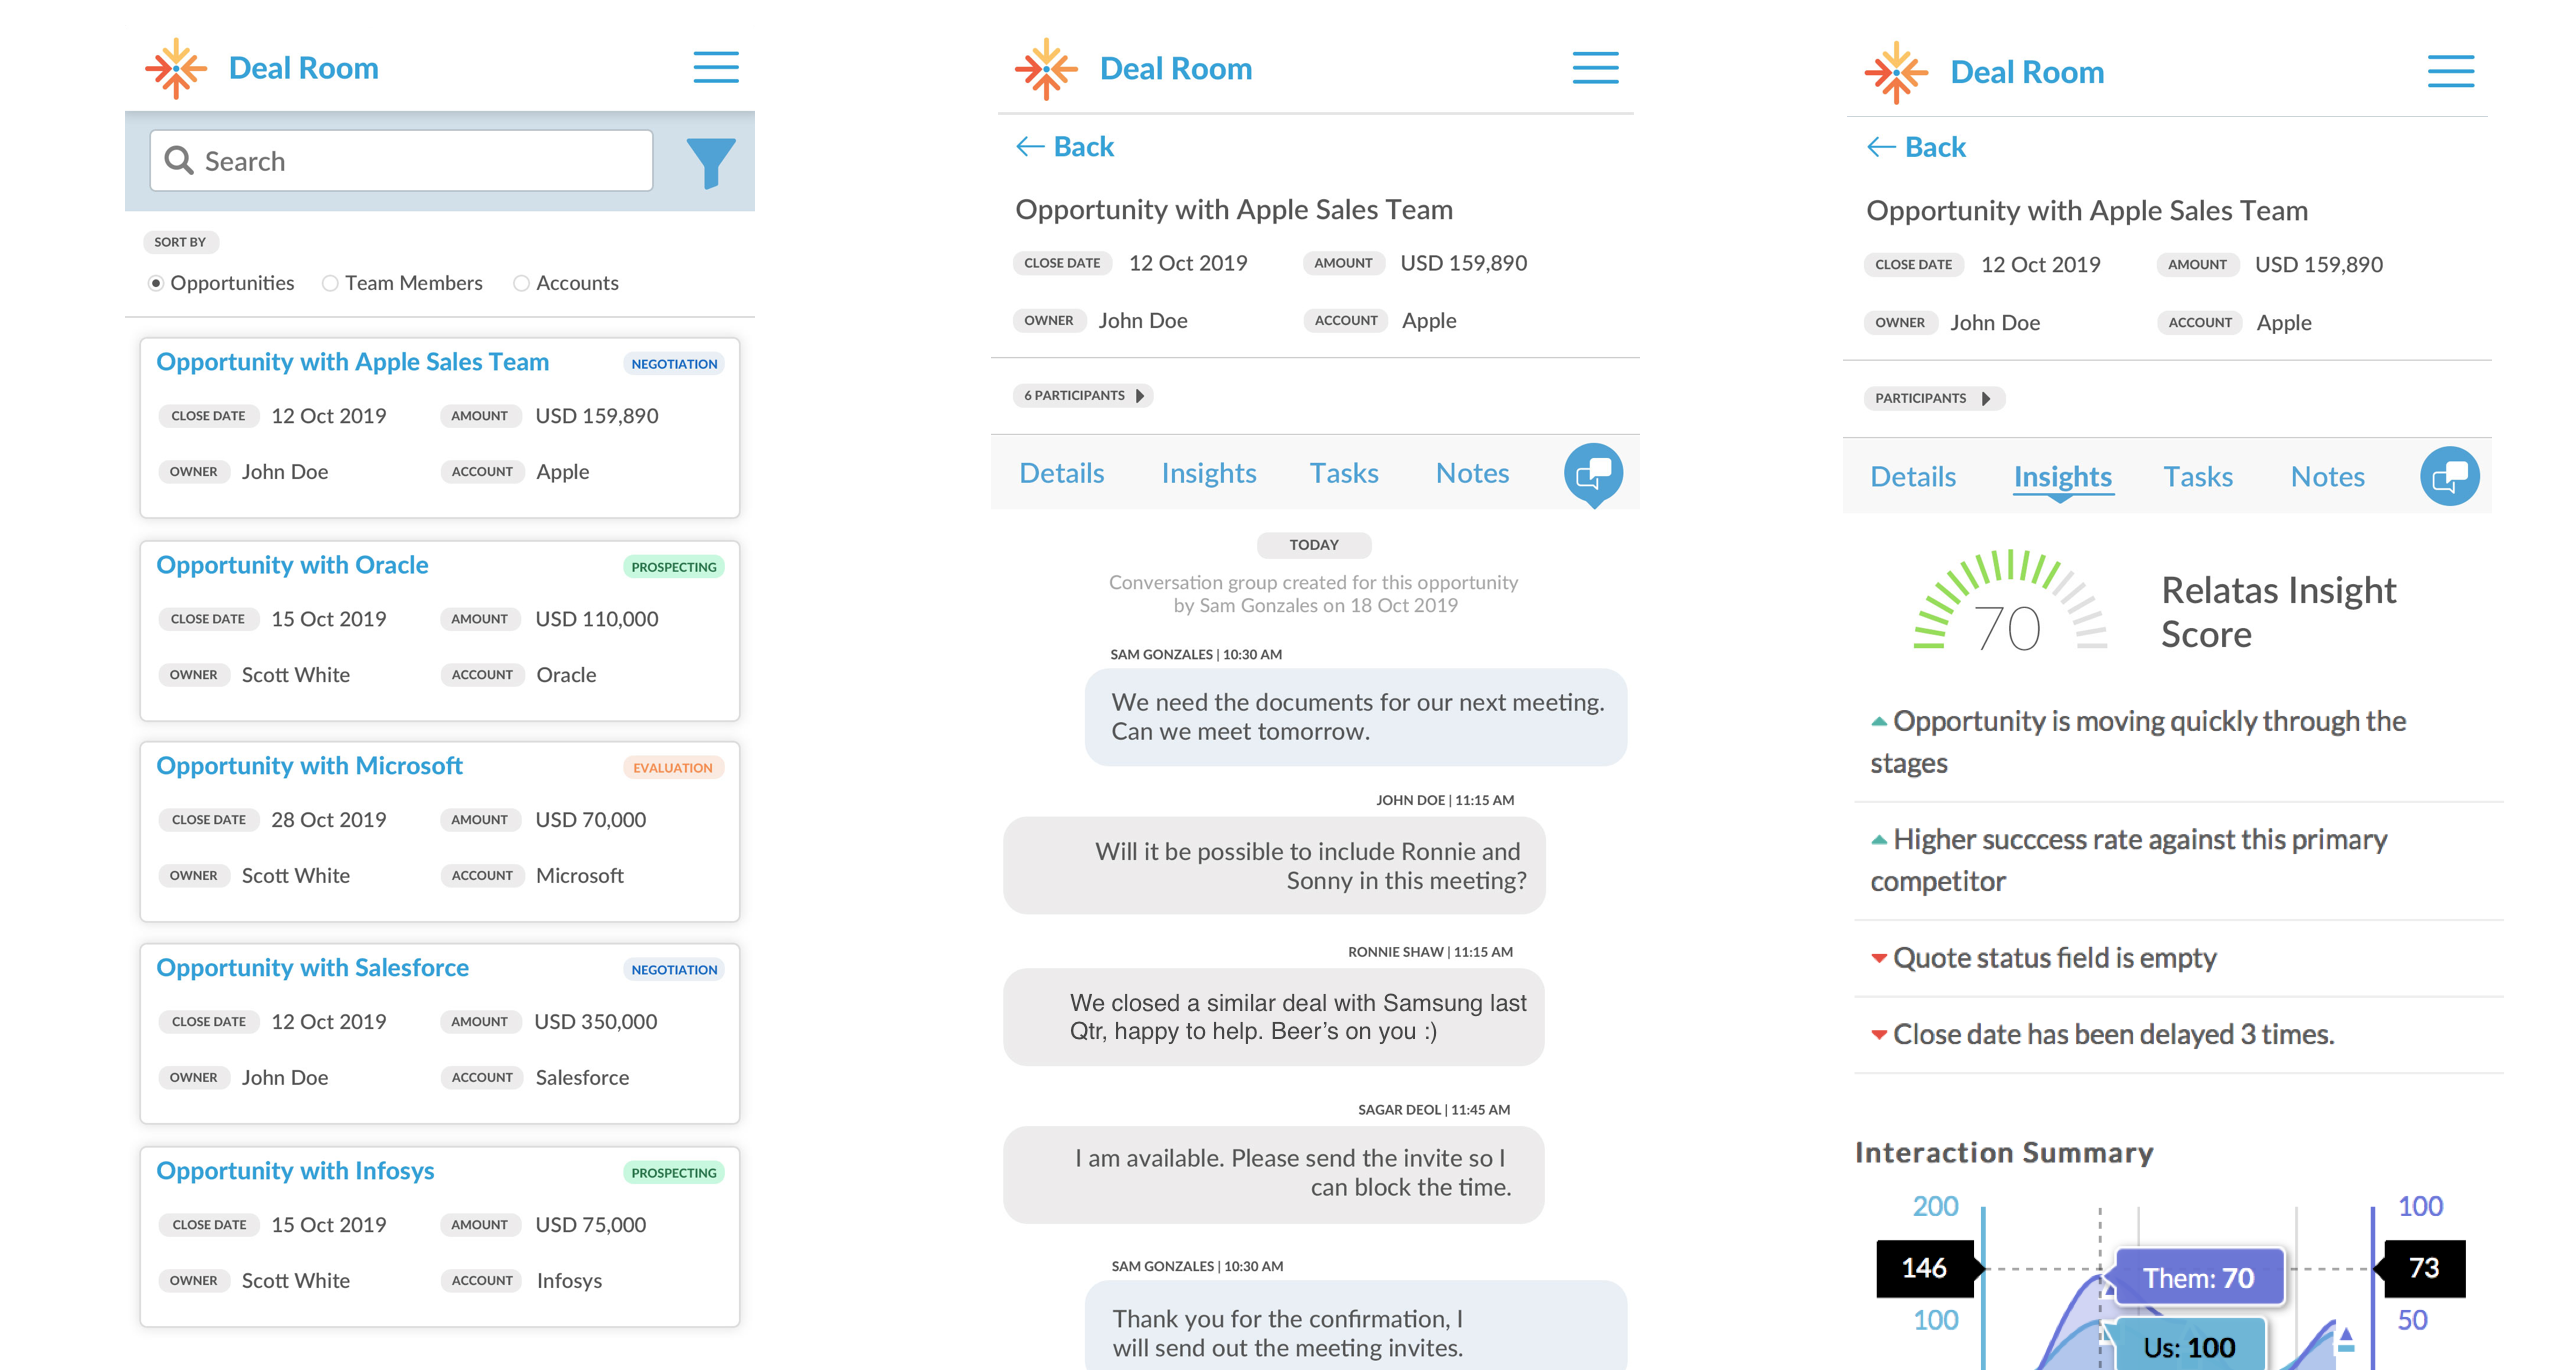 Deal Room
Search
SORT BY
Opportunities Team Members Accounts
Opportunity with Apple Sales Team NEGOTIATION
CLOSE DATE 12 Oct 2019 AMOUNT USD 159,890
OWNER John Doe ACCOUNT Apple
Opportunity with Oracle PROSPECTING
CLOSE DATE 15 Oct 2019 AMOUNT USD 110,000
OWNER Scott White ACCOUNT Oracle
Opportunity with Microsoft EVALUATION
CLOSE DATE 28 Oct 2019 AMOUNT USD 70,000
OWNER Scott White ACCOUNT Microsoft
Opportunity with Salesforce NEGOTIATION
CLOSE DATE 12 Oct 2019 AMOUNT USD 350,000
OWNER John Doe ACCOUNT Salesforce
Opportunity with Infosys PROSPECTING
CLOSE DATE 15 Oct 2019 AMOUNT USD 75,000
OWNER Scott White ACCOUNT Infosys
Deal Room
Back
Opportunity with Apple Sales Team
CLOSE DATE 12 Oct 2019 AMOUNT USD 159,890
OWNER John Doe ACCOUNT Apple
6 PARTICIPANTS
Details Insights Tasks Notes
TODAY
Conversation group created for this opportunity
by Sam Gonzales on 18 Oct 2019
SAM GONZALES | 10:30 AM
We need the documents for our next meeting.
Can we meet tomorrow.
JOHN DOE | 11:15 AM
Will it be possible to include Ronnie and
Sonny in this meeting?
RONNIE SHAW | 11:15 AM
We closed a similar deal with Samsung last
Qtr, happy to help. Beer's on you :)
SAGAR DEOL | 11:45 AM
I am available. Please send the invite so I
can block the time.
SAM GONZALES | 10:30 AM
Thank you for the confirmation, I
will send out the meeting invites.
Deal Room
Back
Opportunity with Apple Sales Team
CLOSE DATE 12 Oct 2019 AMOUNT USD 159,890
OWNER John Doe ACCOUNT Apple
PARTICIPANTS
Details Insights Tasks Notes
70
Relatas Insight
Score
Opportunity is moving quickly through the
stages
Higher succcess rate against this primary
competitor
Quote status field is empty
Close date has been delayed 3 times.
Interaction Summary
200 100
146 Them: 70 73
100 50
Us: 100